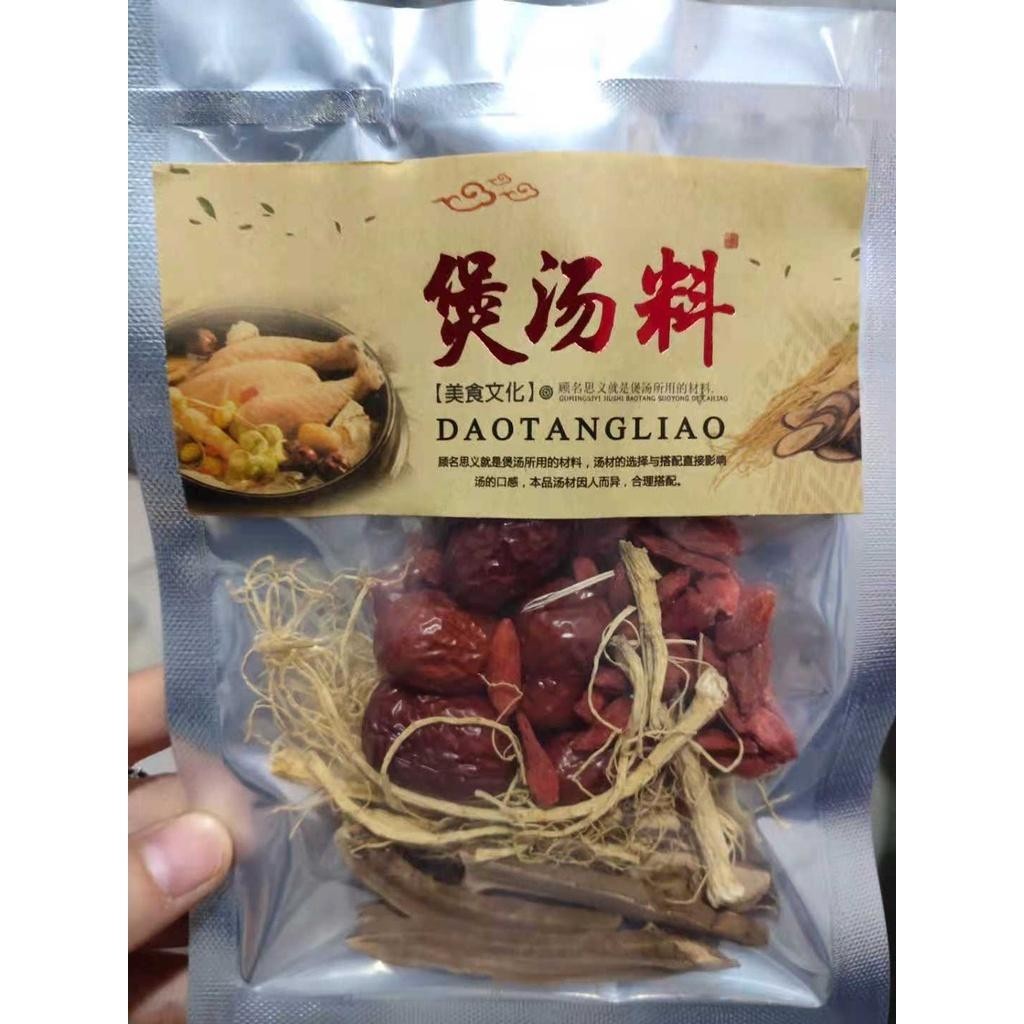 煲汤料
【美食文化】 顾名思义就是煲汤所用的材料.
GUMINGSIYI JIUSHI BAOTANG SUOYONG DE CAILIAO
DAOTANGLIAO
顾名思义就是煲汤所用的材料，汤材的选择与搭配直接影响
汤的口感，本品汤材因人而异，合理搭配。